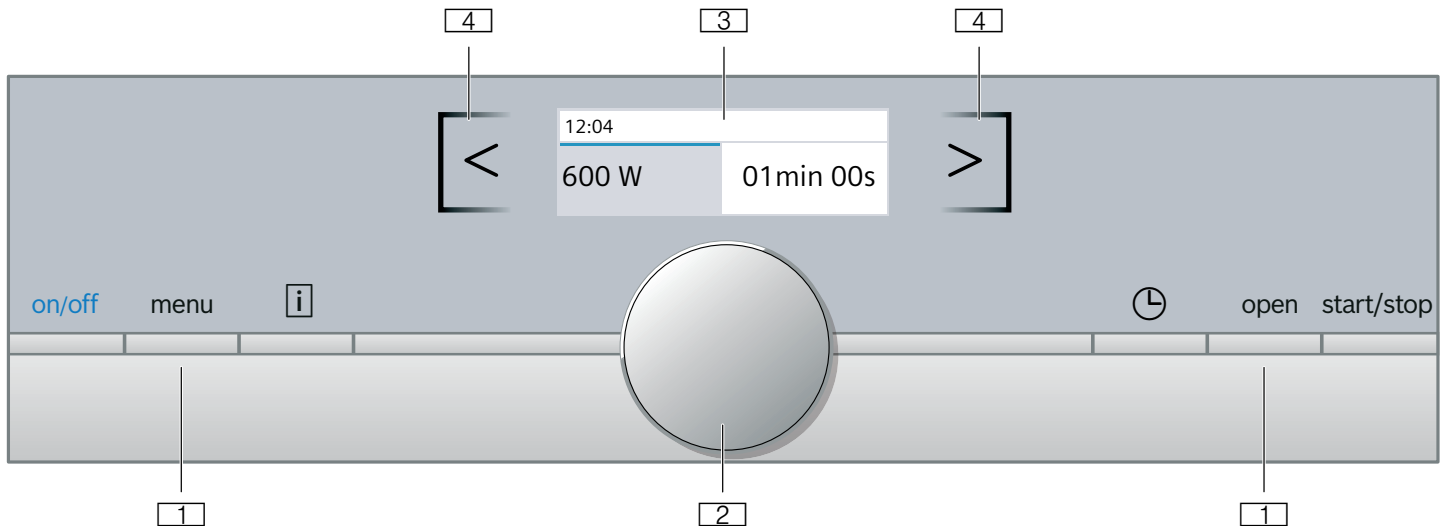 4 3 4
12:04
< 600 W 01min 00s >
on/off menu i open start/stop
1 2 1